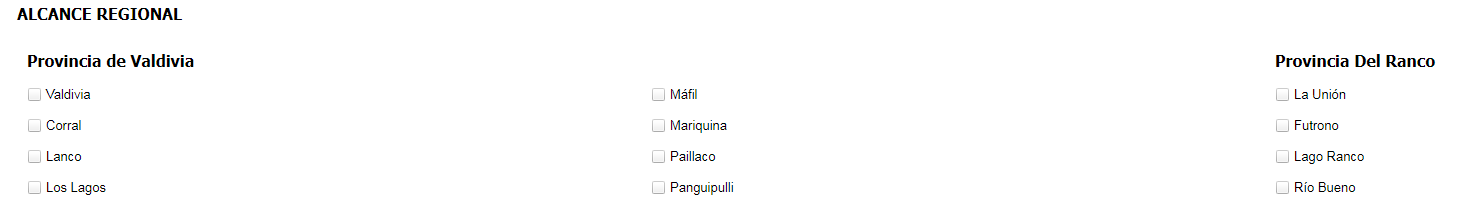 ALCANCE REGIONAL
Provincia de Valdivia
Valdivia
Corral
Lanco
Los Lagos
Máfil
Mariquina
Paillaco
Panguipulli
Provincia Del Ranco
La Unión
Futrono
Lago Ranco
Río Bueno